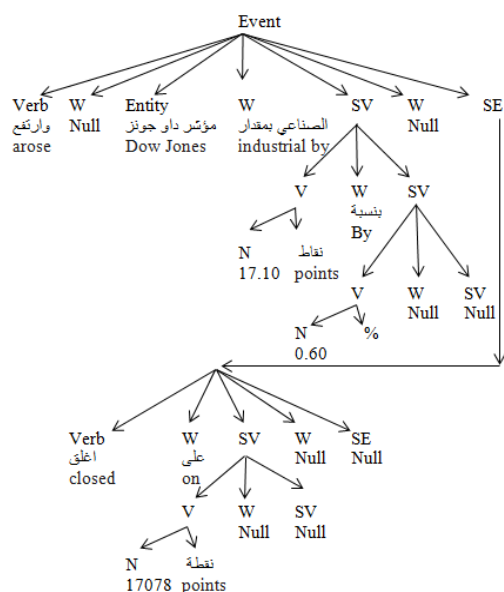 Event
Verb W Entity W SV W SE
وارتفع Null مؤشر داو جونز الصناعي بمقدار Null
arose Dow Jones industrial by
V W SV
بنسبة
By
N نقاط
17.10 points
V W SV
Null Null
N %
0.60
Verb W SV W SE
اغلق على Null Null
closed on
V W SV
Null Null
N نقطة
17078 points